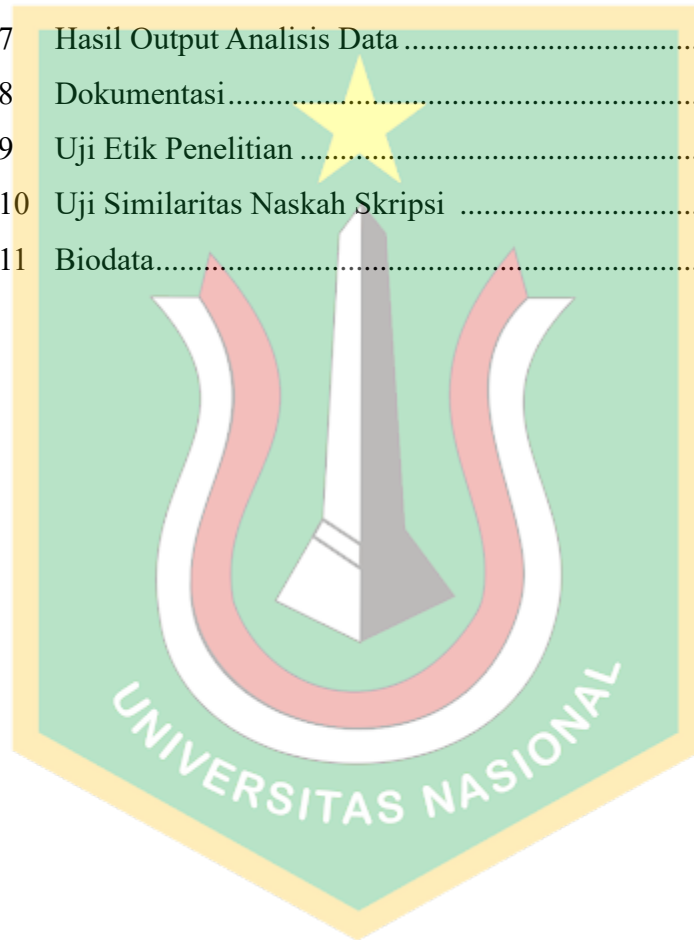 7 Hasil Output Analisis Data ........................................
8 Dokumentasi................................................................
9 Uji Etik Penelitian ......................................................
10 Uji Similaritas Naskah Skripsi ................................
11 Biodata..........................................................................
UNIVERSITAS NASIONAL